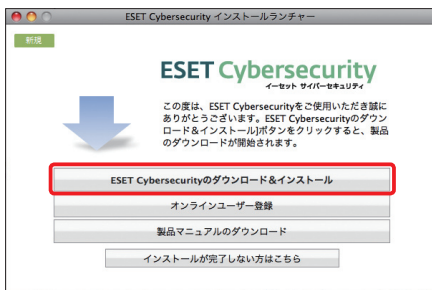 ESET Cybersecurity インストールランチャー
新規
ESET Cybersecurity
イーセット サイバーセキュリティ
この度は、ESET Cybersecurityをご使用いただき誠に
ありがとうございます。ESET Cybersecurityのダウン
ロード&インストール]ボタンをクリックすると、製品
のダウンロードが開始されます。
ESET Cybersecurityのダウンロード&インストール
オンラインユーザー登録
製品マニュアルのダウンロード
インストールが完了しない方はこちら